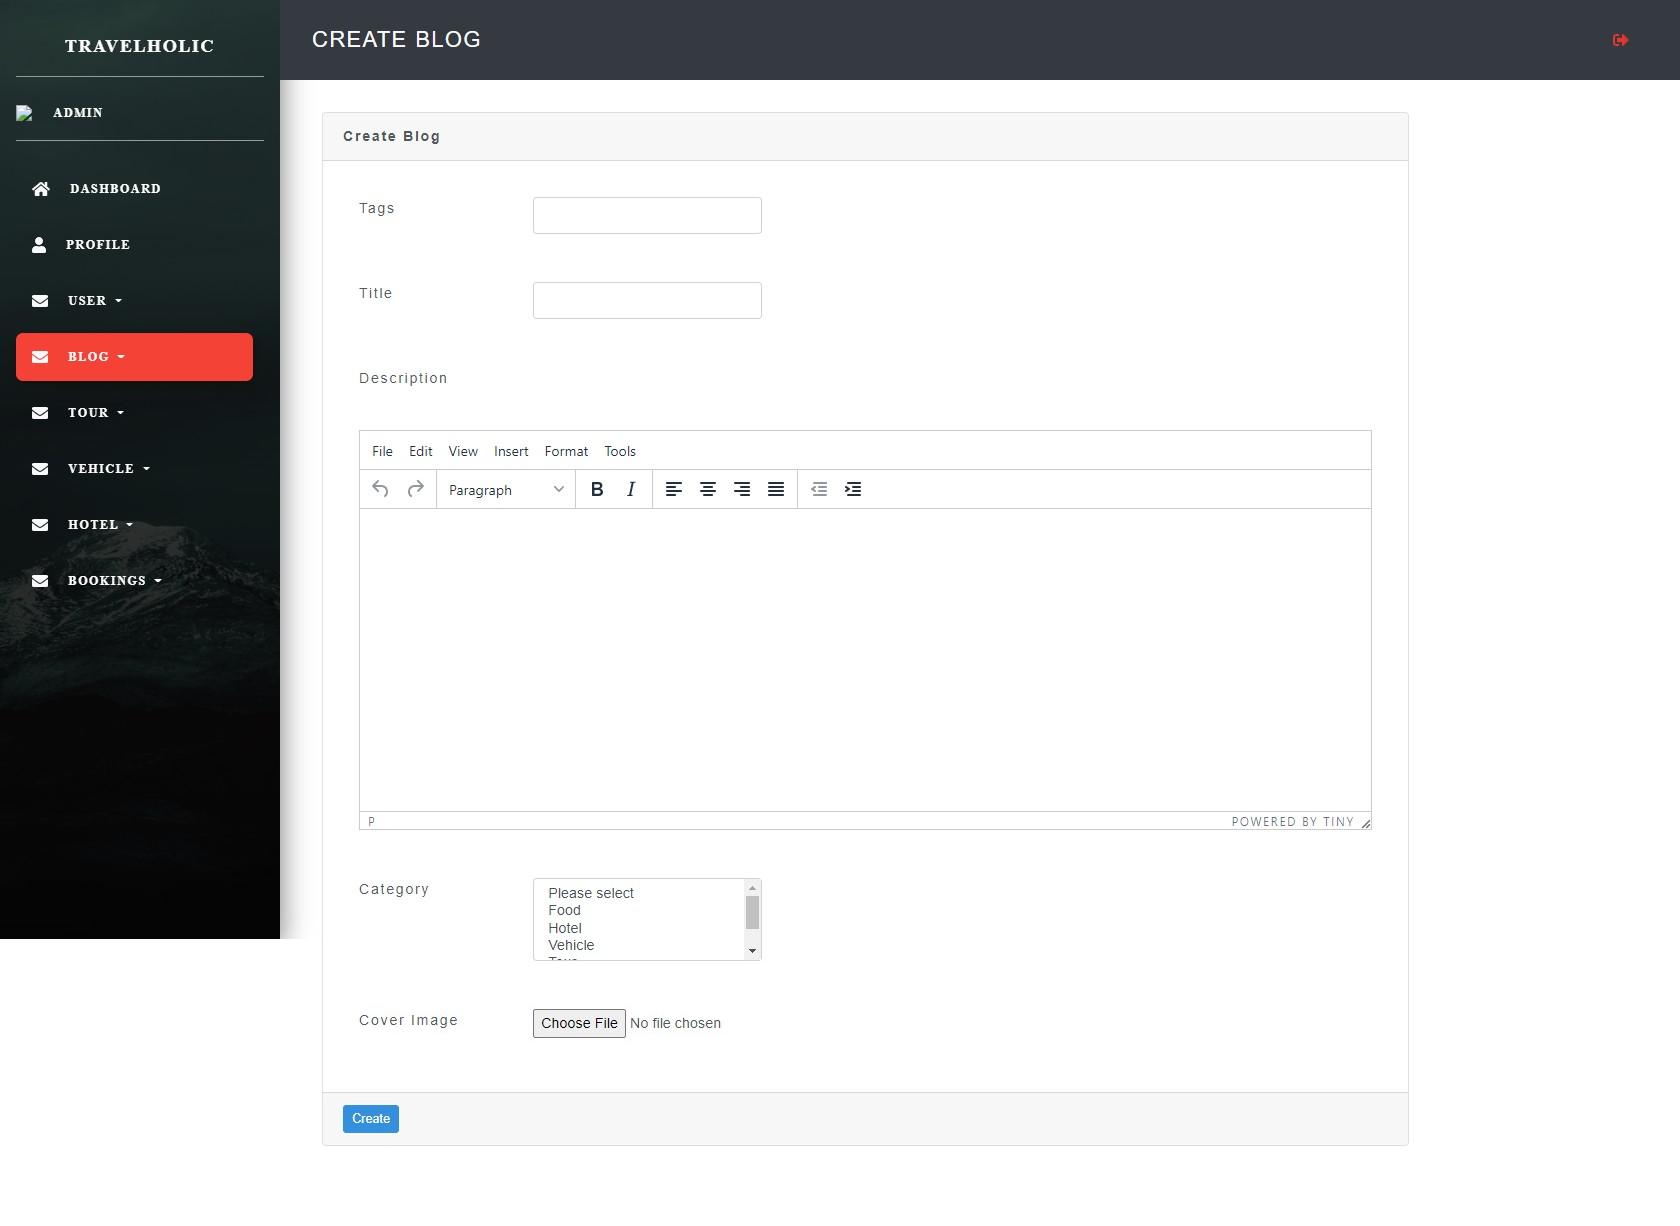 TRAVELHOLIC
CREATE BLOG
ADMIN
DASHBOARD
PROFILE
USER
BLOG
TOUR
VEHICLE
HOTEL
BOOKINGS
Create Blog
Tags
Title
Description
File Edit View Insert Format Tools
Paragraph B I
P POWERED BY TINY
Category
Please select
Food
Hotel
Vehicle
Cover Image
Choose File No file chosen
Create